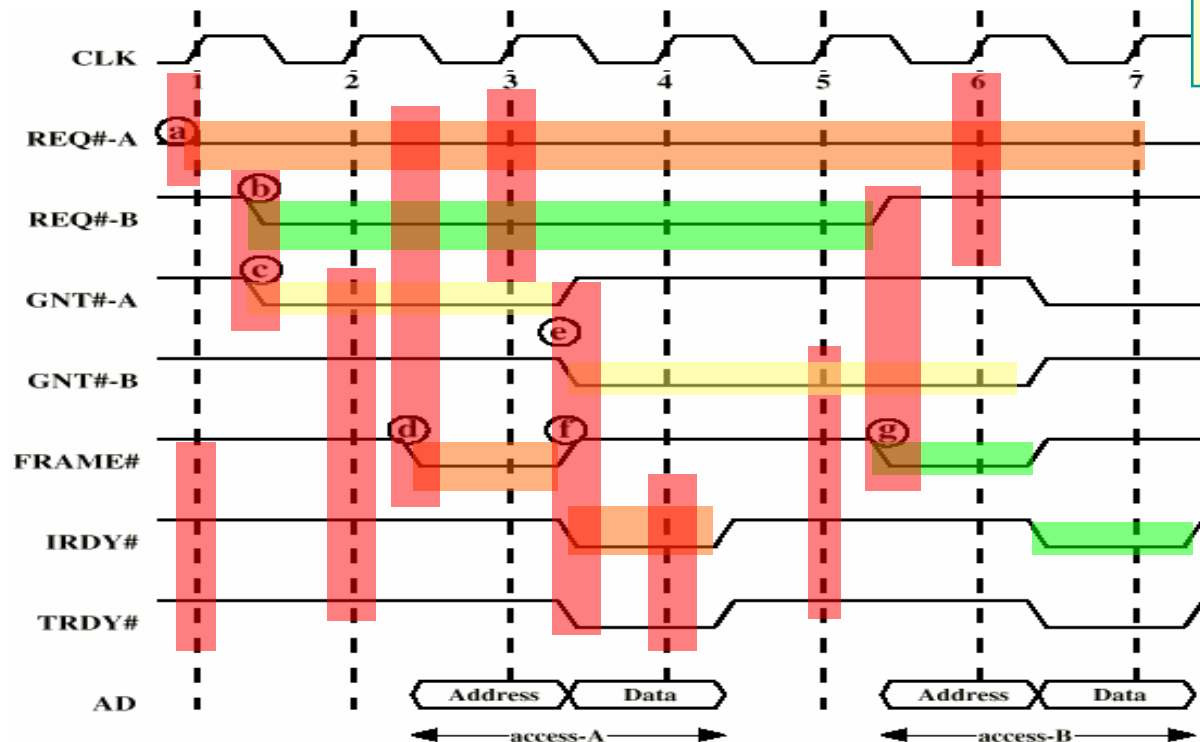 CLK
1 2 3 4 5 6 7
a
REQ#-A
b
REQ#-B
c
GNT#-A
e
GNT#-B
d f g
FRAME#
IRDY#
TRDY#
AD Address Data Address Data
access-A access-B